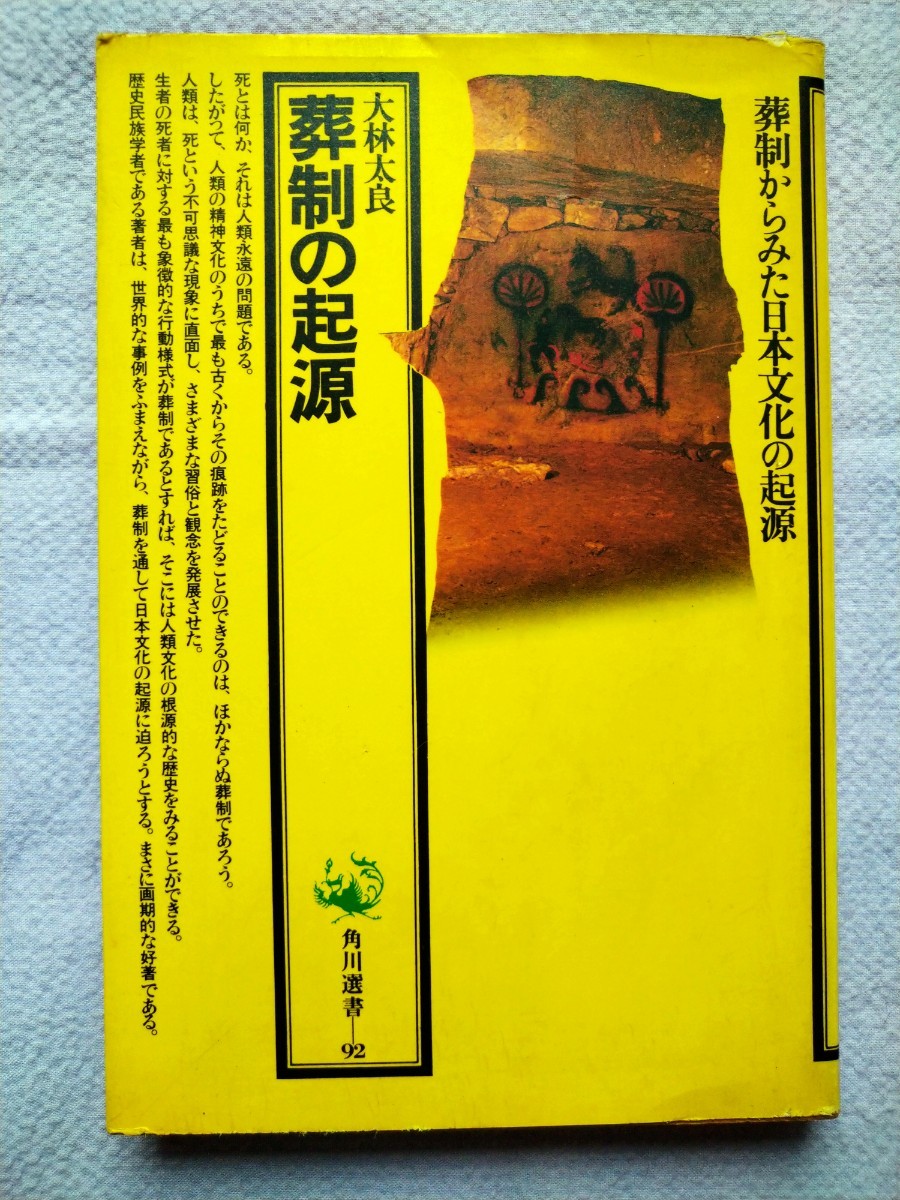 葬制からみた日本文化の起源
大林太良
葬制の起源
角川選書―92
死とは何か、それは人類永遠の問題である。
したがつて、人類の精神文化のうちで最も古くからその痕跡をたどることのできるのは、ほかならぬ葬制であろう。
人類は、死という不可思議な現象に直面し、さまざまな習俗と観念を発展させた。
生者の死者に対する最も象徴的な行動様式が葬制であるとすれば、そこには人類文化の根源的な歴史をみることができる。
歴史民族学者である著者は、世界的な事例をふまえながら、葬制を通して日本文化の起源に迫ろうとする。まさに画期的な好著である。